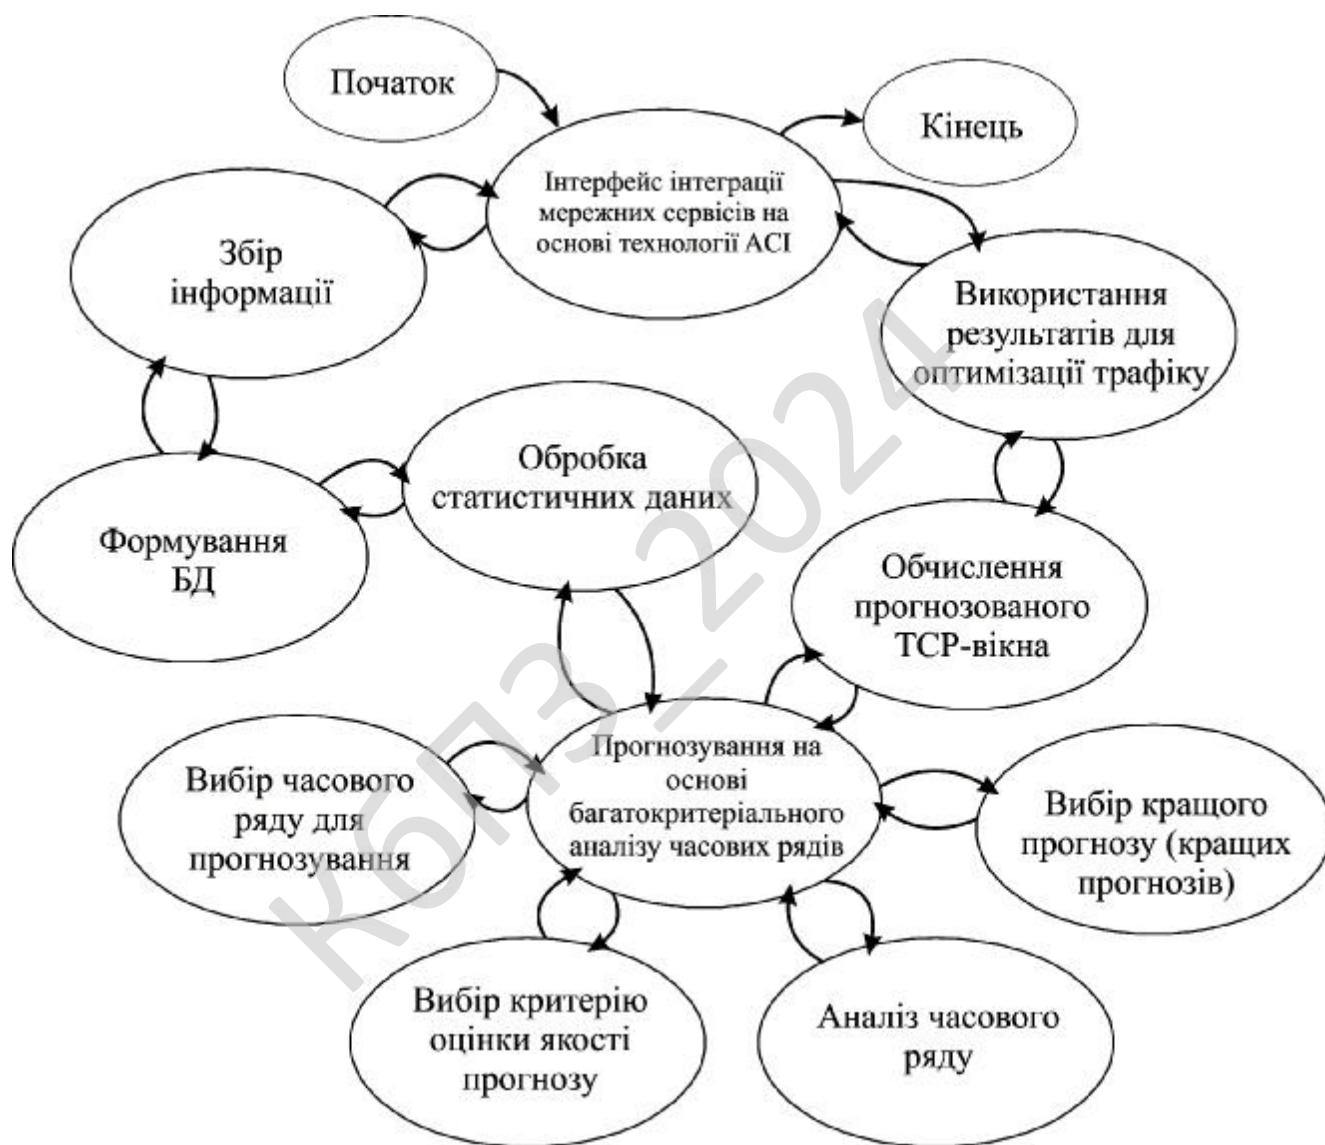 Початок
Кінець
Інтерфейс інтеграції
мережних сервісів на
основі технології ACI
Збір
інформації
Використання
результатів для
оптимізації трафіку
Обробка
статистичних даних
Формування
БД
Обчислення
прогнозованого
TCP-вікна
Прогнозування на
основі
багатокритеріального
аналізу часових рядів
Вибір часового
ряду для
прогнозування
Вибір кращого
прогнозу (кращих
прогнозів)
Вибір критерію
оцінки якості
прогнозу
Аналіз часового
ряду
КбПЗ_2024